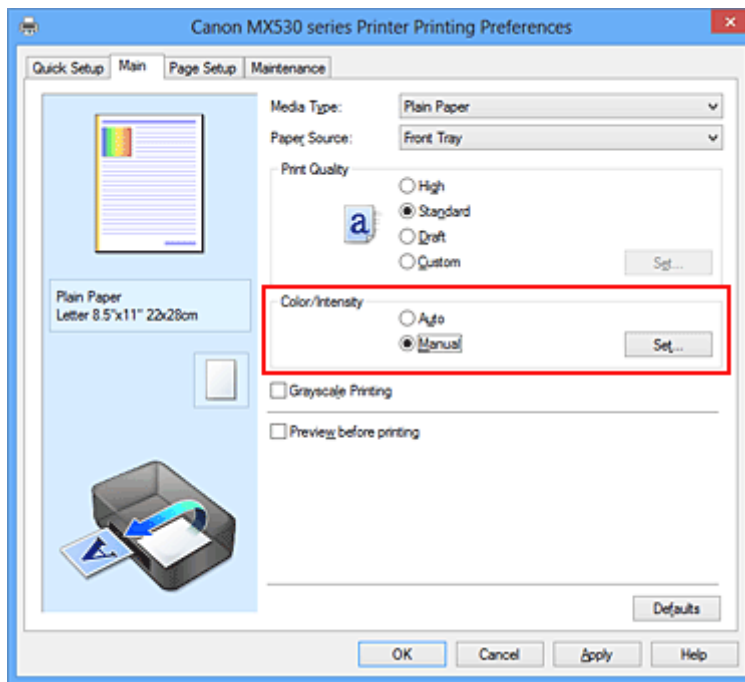 Canon MX530 series Printer Printing Preferences
Quick Setup Main Page Setup Maintenance
Media Type: Plain Paper
Paper Source: Front Tray
Print Quality
High
Standard
Draft
Custom Set...
Plain Paper
Letter 8.5"x11" 22x28cm
Color/Intensity
Auto
Manual Set...
Grayscale Printing
Preview before printing
Defaults
OK Cancel Apply Help
a
A